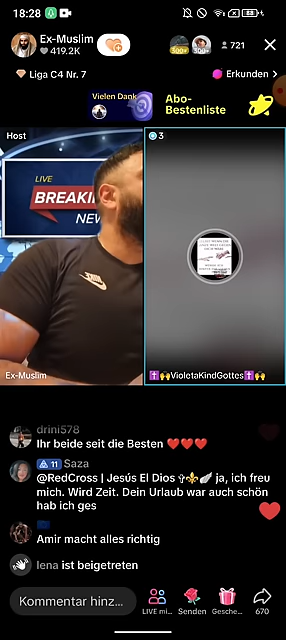 18:28
Ex-Muslim
419.2K
500+
300+
721
Liga C4 Nr. 7
Erkunden >
Vielen Dank
Abo-
Bestenliste
Host
3
LIVE
BREAKI
NEW
Ex-Muslim
VioletaKindGottes
drini578
Ihr beide seit die Besten ❤️❤️❤️
11 Saza
@RedCross | Jesús El Dios ✞⚜️🪽 ja, ich freu
mich. Wird Zeit. Dein Urlaub war auch schön
hab ich ges
Amir macht alles richtig
lena ist beigetreten
Kommentar hinz...
LIVE mi...
Senden
Gesche...
670